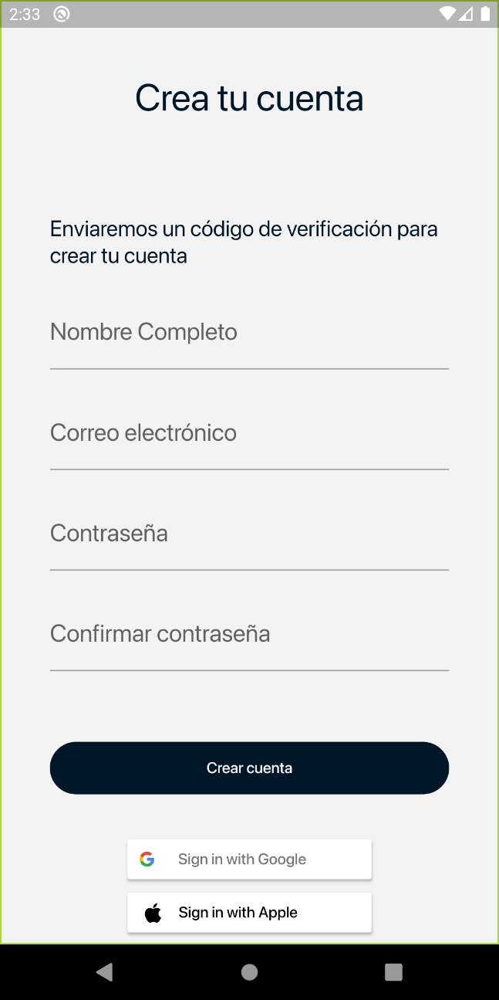 2:33
Crea tu cuenta
Enviaremos un código de verificación para
crear tu cuenta
Nombre Completo
Correo electrónico
Contraseña
Confirmar contraseña
Crear cuenta
Sign in with Google
Sign in with Apple